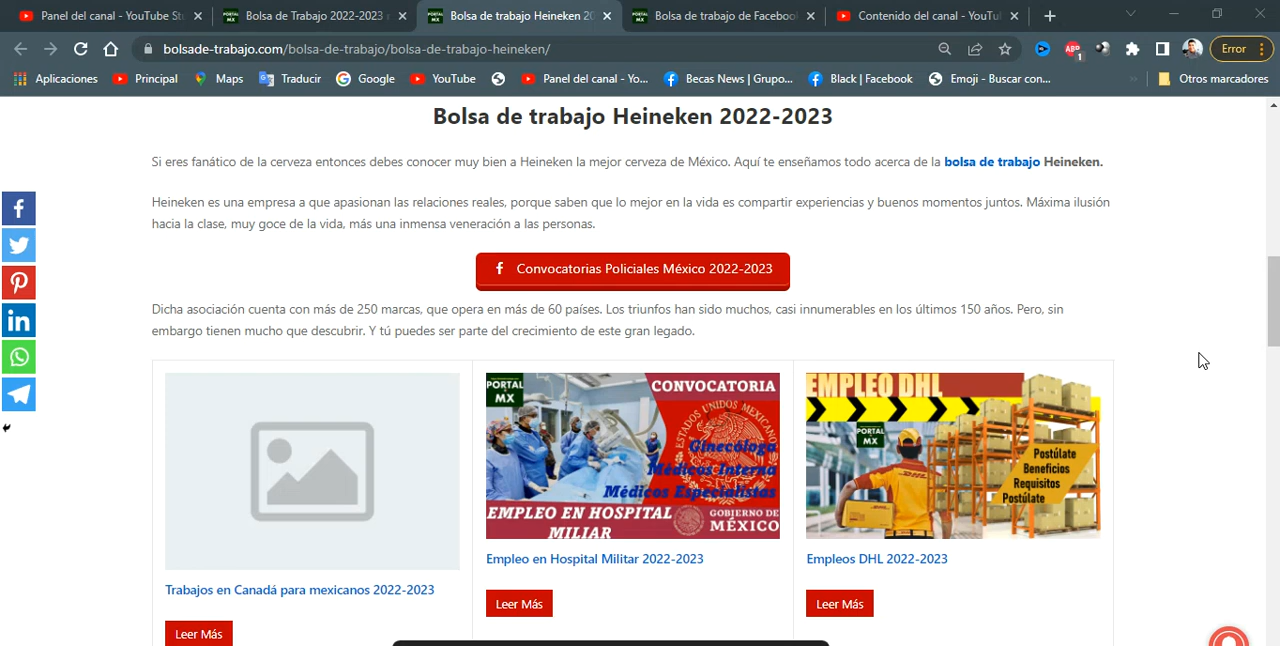 Panel del canal - YouTube Stu
Bolsa de Trabajo 2022-2023
Bolsa de trabajo Heineken 20
Bolsa de trabajo de Facebook
Contenido del canal - YouTu
bolsade-trabajo.com/bolsa-de-trabajo/bolsa-de-trabajo-heineken/
ABP
1
Error
Aplicaciones
Principal
Maps
Traducir
Google
YouTube
Panel del canal - Yo...
Becas News | Grupo...
Black | Facebook
Emoji - Buscar con...
»
Otros marcadores
Bolsa de trabajo Heineken 2022-2023
Si eres fanático de la cerveza entonces debes conocer muy bien a Heineken la mejor cerveza de México. Aquí te enseñamos todo acerca de la bolsa de trabajo Heineken.
Heineken es una empresa a que apasionan las relaciones reales, porque saben que lo mejor en la vida es compartir experiencias y buenos momentos juntos. Máxima ilusión
hacia la clase, muy goce de la vida, más una inmensa veneración a las personas.
Convocatorias Policiales México 2022-2023
Dicha asociación cuenta con más de 250 marcas, que opera en más de 60 países. Los triunfos han sido muchos, casi innumerables en los últimos 150 años. Pero, sin
embargo tienen mucho que descubrir. Y tú puedes ser parte del crecimiento de este gran legado.
Trabajos en Canadá para mexicanos 2022-2023
Leer Más
PORTAL
MX
CONVOCATORIA
ESTADOS UNIDOS MEXICANOS
Ginecóloga
Médicos Interna
Médicos Especialistas
EMPLEO EN HOSPITAL
MILIAR
GOBIERNO DE
MÉXICO
Empleo en Hospital Militar 2022-2023
Leer Más
EMPLEO DHL
PORTAL
MX
DHL
Postúlate
Beneficios
Requisitos
Postúlate
Empleos DHL 2022-2023
Leer Más